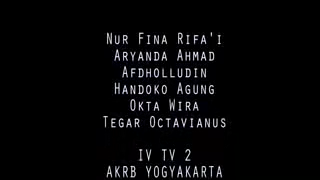 Nur Fina Rifa'i
Aryanda Ahmad
Afdholludin
Handoko Agung
Okta Wira
Tegar Octavianus
IV TV 2
AKRB YOGYAKARTA